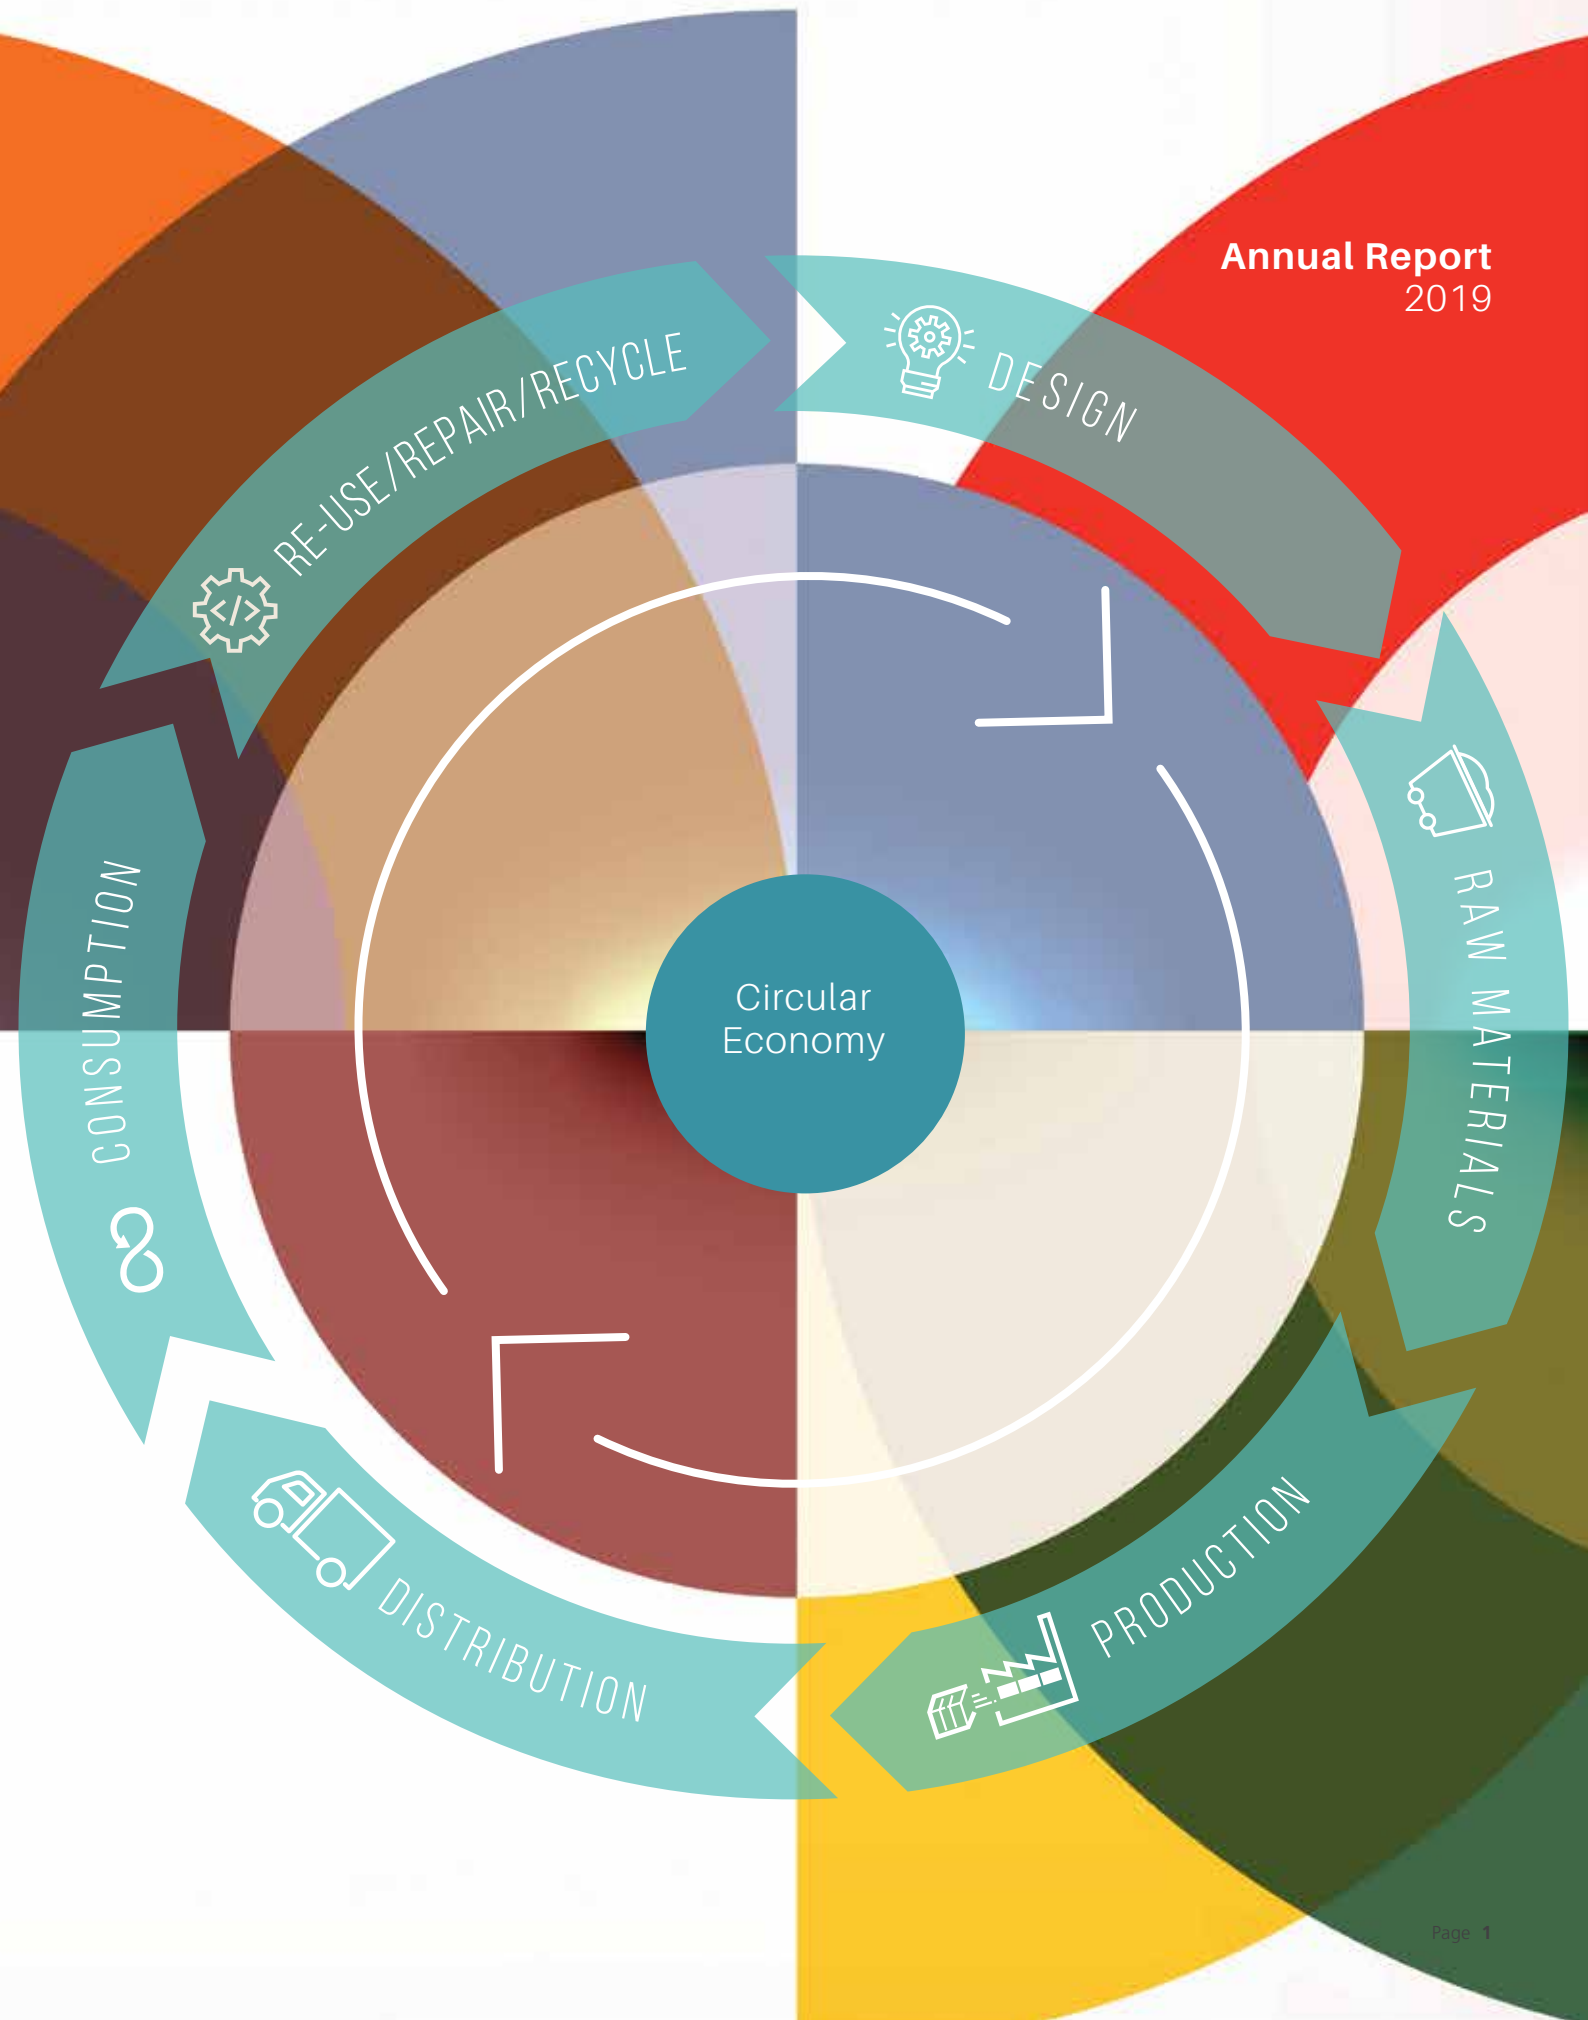 Annual Report
2019
RE-USE/REPAIR/RECYCLE
DESIGN
RAW MATERIALS
CONSUMPTION
Circular
Economy
PRODUCTION
DISTRIBUTION
Page 1